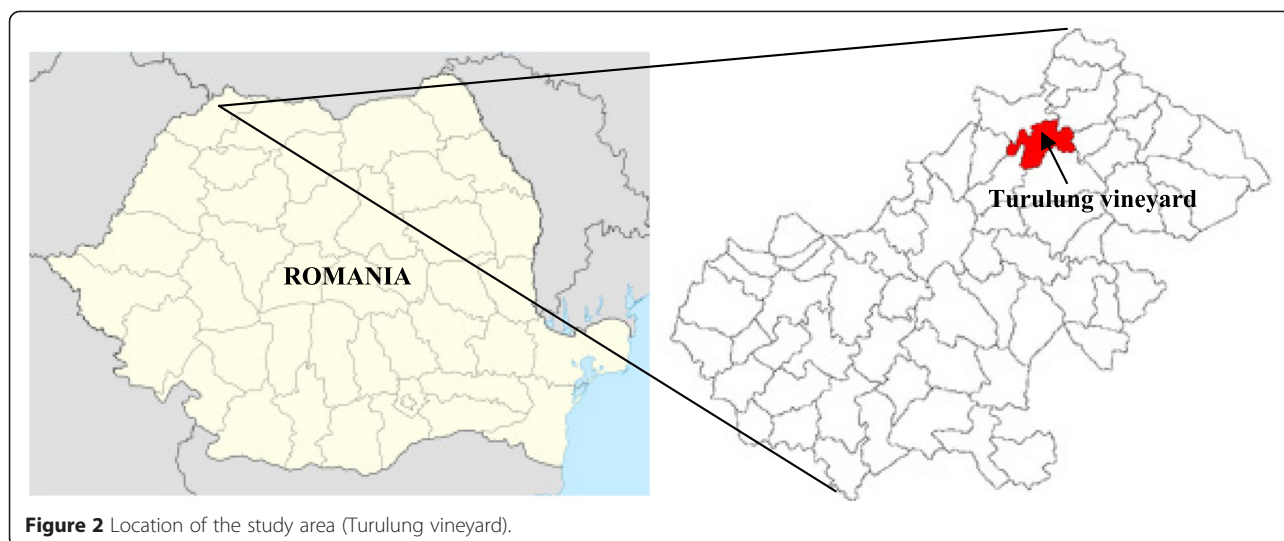 Turulung vineyard
ROMANIA
Figure 2 Location of the study area (Turulung vineyard).